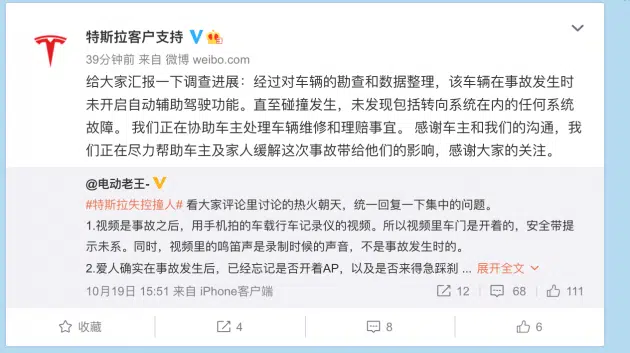 特斯拉客户支持
39分钟前 来自 微博 weibo.com
给大家汇报一下调查进展：经过对车辆的勘查和数据整理，该车辆在事故发生时
未开启自动辅助驾驶功能。直至碰撞发生，未发现包括转向系统在内的任何系统
故障。 我们正在协助车主处理车辆维修和理赔事宜。 感谢车主和我们的沟通，我
们正在尽力帮助车主及家人缓解这次事故带给他们的影响，感谢大家的关注。
@电动老王-
#特斯拉失控撞人# 看大家评论里讨论的热火朝天，统一回复一下集中的问题。
1.视频是事故之后，用手机拍的车载行车记录仪的视频。所以视频里车门是开着的，安全带提
示未系。同时，视频里的鸣笛声是录制时候的声音，不是事故发生时的。
2.爱人确实在事故发生后，已经忘记是否开着AP，以及是否来得急踩刹 ... 展开全文
10月19日 15:51 来自 iPhone客户端
12 68 111
收藏 4 8 6